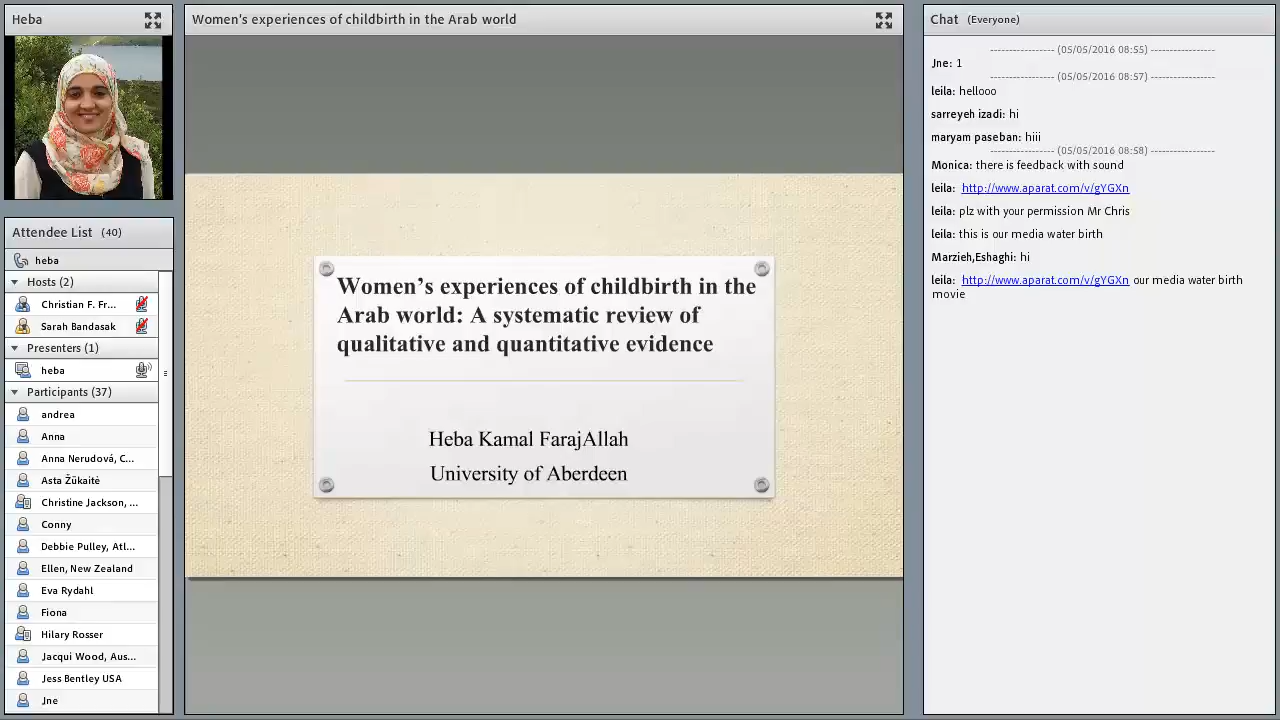 Heba
Attendee List (40)
heba
Hosts (2)
Christian F. Fr...
Sarah Bandasak
Presenters (1)
heba
Participants (37)
andrea
Anna
Anna Nerudová, C...
Asta Žūkaitė
Christine Jackson, ...
Conny
Debbie Pulley, Atl...
Ellen, New Zealand
Eva Rydahl
Fiona
Hilary Rosser
Jacqui Wood, Aus...
Jess Bentley USA
Jne
Women's experiences of childbirth in the Arab world
Women’s experiences of childbirth in the
Arab world: A systematic review of
qualitative and quantitative evidence
Heba Kamal FarajAllah
University of Aberdeen
Chat (Everyone)
----------------- (05/05/2016 08:55) -----------------
Jne: 1
----------------- (05/05/2016 08:57) -----------------
leila: hellooo
sarreyeh izadi: hi
maryam paseban: hiii
----------------- (05/05/2016 08:58) -----------------
Monica: there is feedback with sound
leila: http://www.aparat.com/v/gYGXn
leila: plz with your permission Mr Chris
leila: this is our media water birth
Marzieh,Eshaghi: hi
leila: http://www.aparat.com/v/gYGXn our media water birth
movie